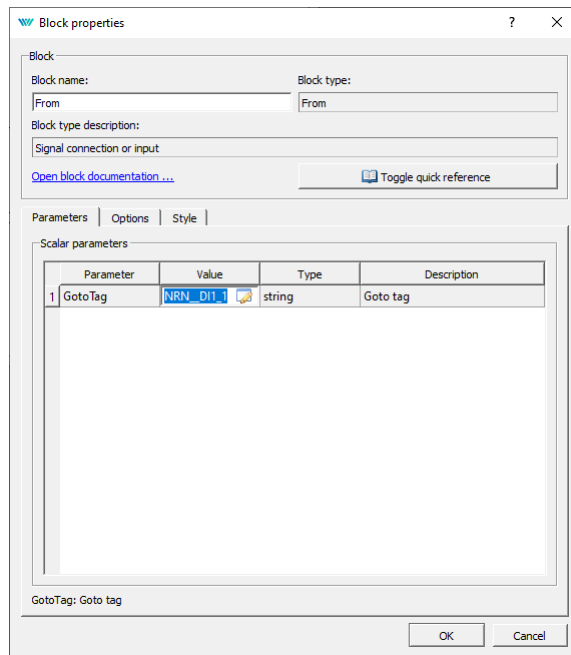 Block properties
?
Block
Block name:
Block type:
From
From
Block type description:
Signal connection or input
Open block documentation ...
Toggle quick reference
Parameters
Options
Style
Scalar parameters
Parameter Value Type Description
1 GotoTag NRN__DI1_1 string Goto tag
GotoTag: Goto tag
OK
Cancel